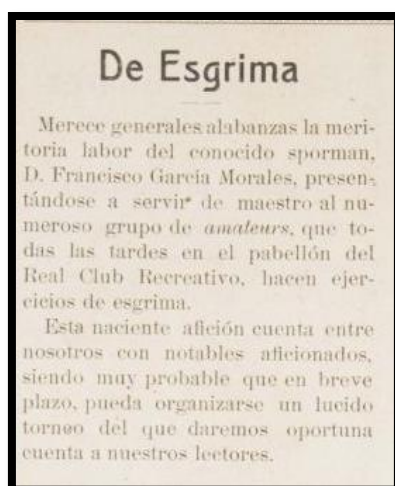 De Esgrima
Merece generales alabanzas la meri-
toria labor del conocido sporman,
D. Francisco García Morales, presen-
tándose a servir de maestro al nu-
meroso grupo de amateurs, que to-
das las tardes en el pabellón del
Real Club Recreativo, hacen ejer-
cicios de esgrima.
Esta naciente afición cuenta entre
nosotros con notables aficionados,
siendo muy probable que en breve
plazo, pueda organizarse un lucido
torneo del que daremos oportuna
cuenta a nuestros lectores.